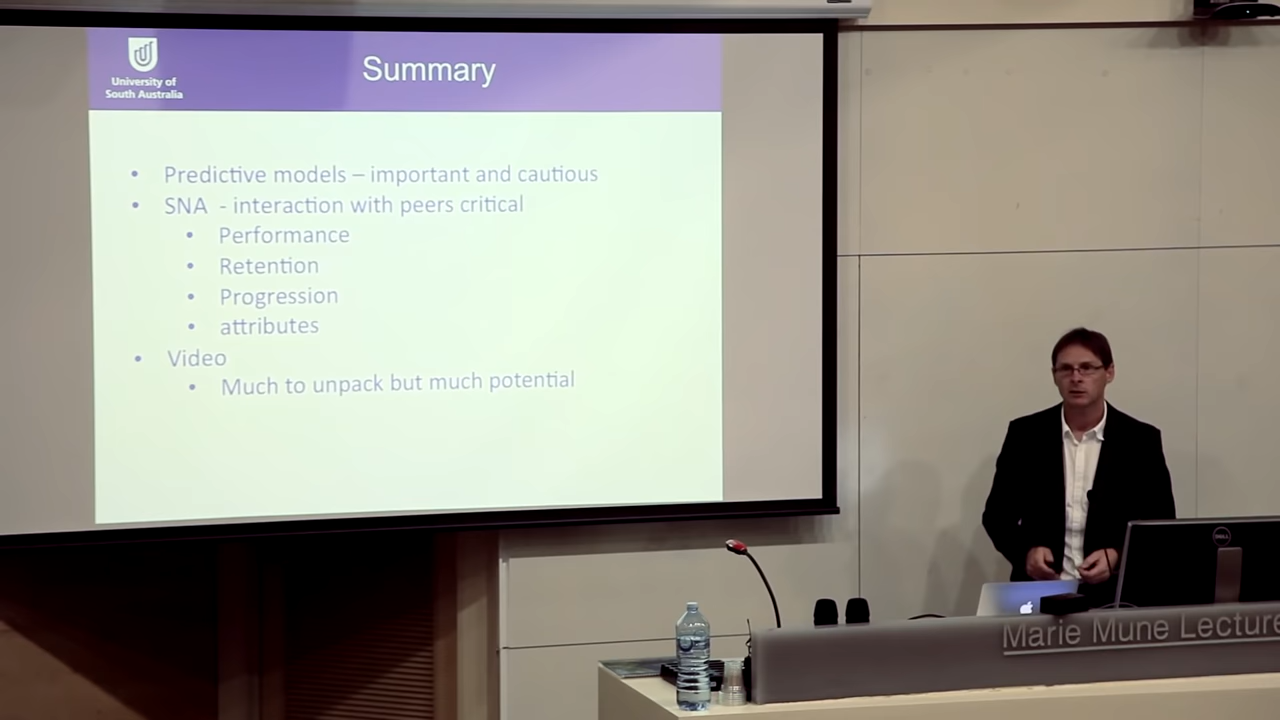 University of
South Australia
Summary
• Predictive models – important and cautious
• SNA - interaction with peers critical
• Performance
• Retention
• Progression
• attributes
• Video
• Much to unpack but much potential
DELL
Marie Mune Lecture